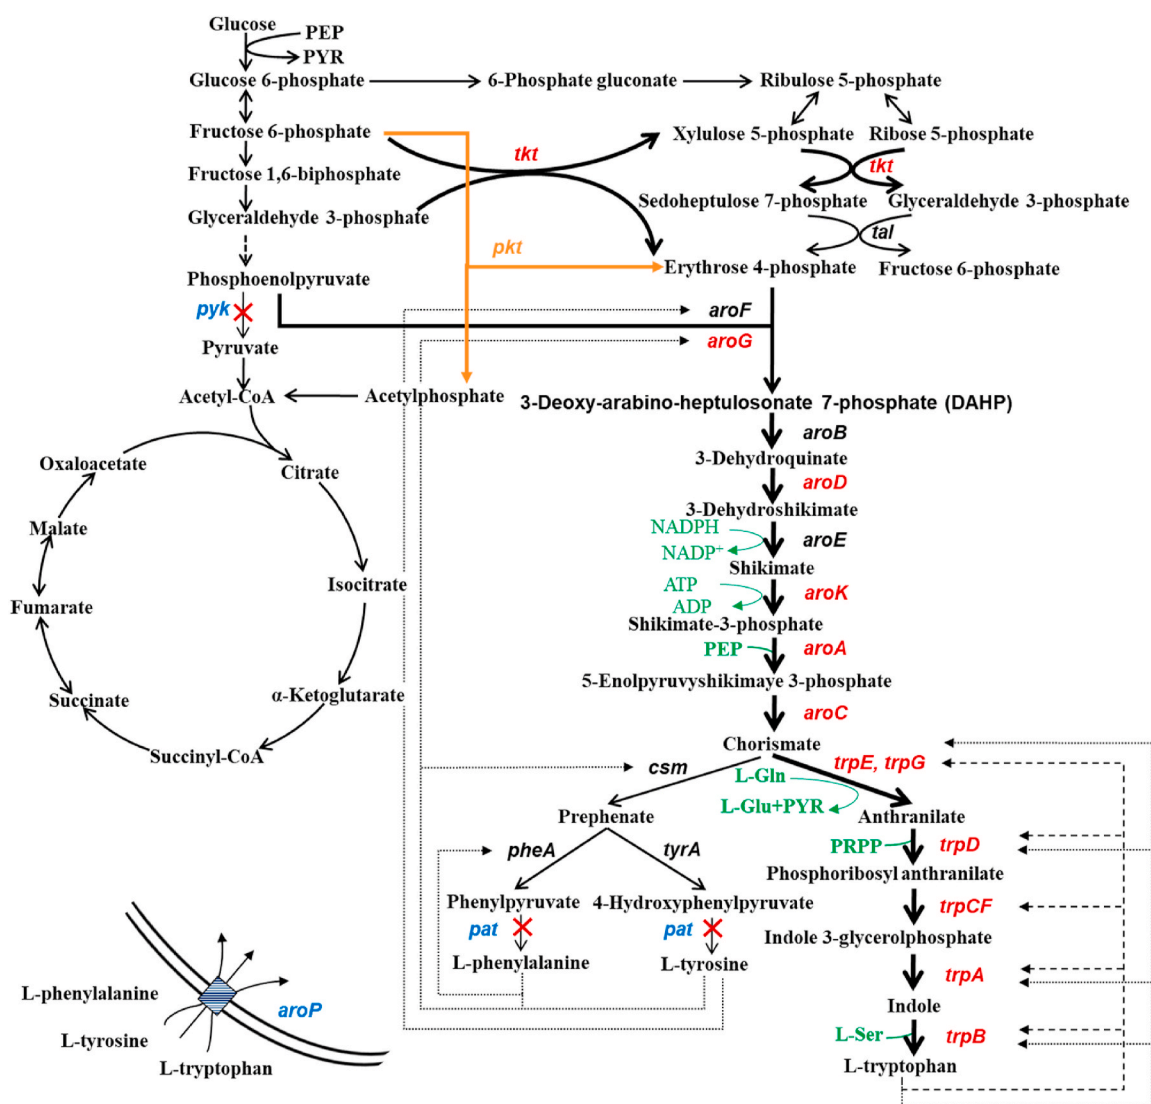 Glucose
PEP
PYR
Glucose 6-phosphate
6-Phosphate gluconate
Ribulose 5-phosphate
Fructose 6-phosphate
Xylulose 5-phosphate
Ribose 5-phosphate
tkt
tkt
Fructose 1,6-biphosphate
Glyceraldehyde 3-phosphate
Sedoheptulose 7-phosphate
Glyceraldehyde 3-phosphate
tal
pkt
Erythrose 4-phosphate
Fructose 6-phosphate
Phosphoenolpyruvate
pyk
aroF
Pyruvate
aroG
Acetyl-CoA
Acetylphosphate
3-Deoxy-arabino-heptulosonate 7-phosphate (DAHP)
aroB
Oxaloacetate
Citrate
3-Dehydroquinate
aroD
3-Dehydroshikimate
Malate
NADPH
NADP+
aroE
Shikimate
Isocitrate
Fumarate
ATP
ADP
aroK
Shikimate-3-phosphate
PEP
aroA
5-Enolpyruvyshikimaye 3-phosphate
Succinate
α-Ketoglutarate
aroC
Succinyl-CoA
Chorismate
csm
L-Gln
trpE, trpG
L-Glu+PYR
Prephenate
Anthranilate
pheA
tyrA
PRPP
trpD
Phosphoribosyl anthranilate
Phenylpyruvate
4-Hydroxyphenylpyruvate
trpCF
pat
pat
Indole 3-glycerolphosphate
L-phenylalanine
L-tyrosine
trpA
Indole
L-phenylalanine
aroP
L-tyrosine
L-tryptophan
L-Ser
trpB
L-tryptophan